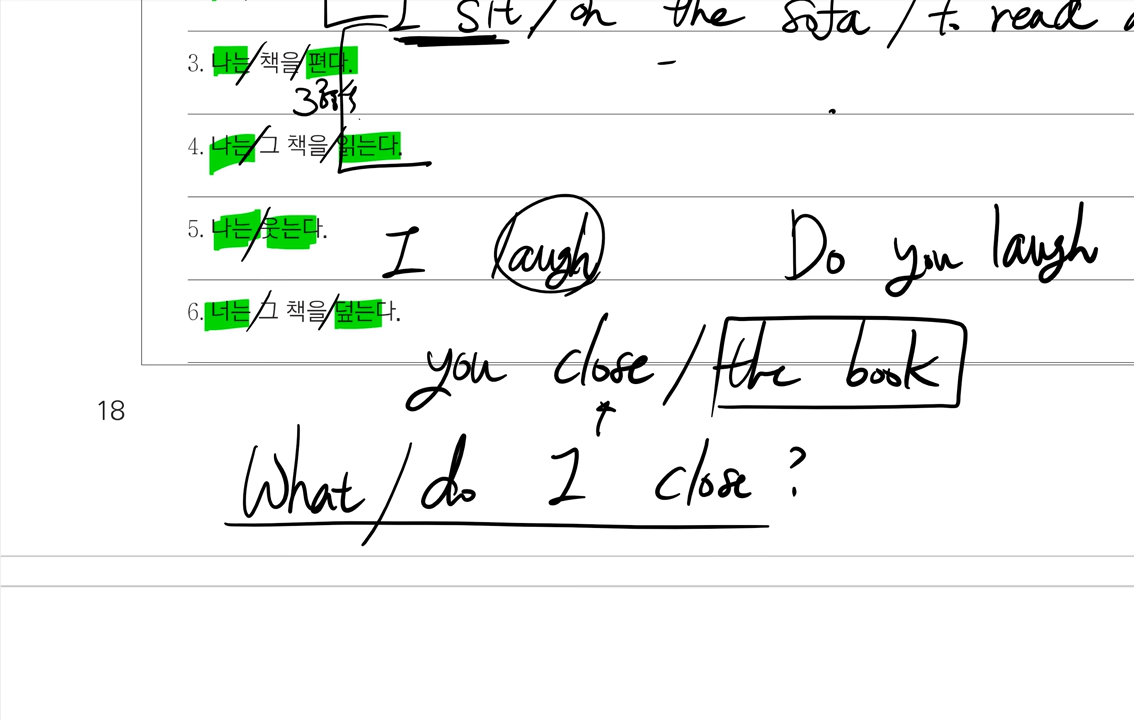 I sit / on the sofa / to read
3. 나는 / 책을 / 편다.
3형식
4. 나는 / 그 책을 / 읽는다.
5. 나는 / 웃는다.
I laugh Do you laugh
6. 너는 / 그 책을 / 덮는다.
you close / the book
18
What / do I close ?